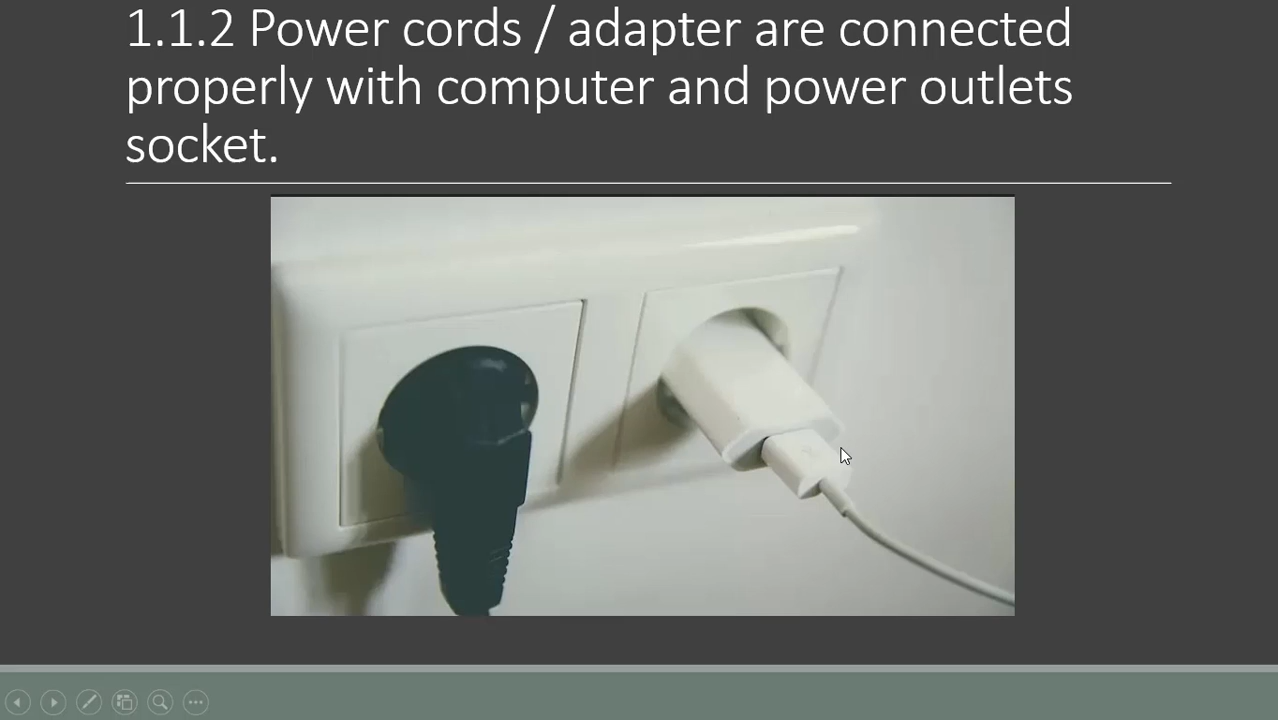 1.1.2 Power cords / adapter are connected
properly with computer and power outlets
socket.